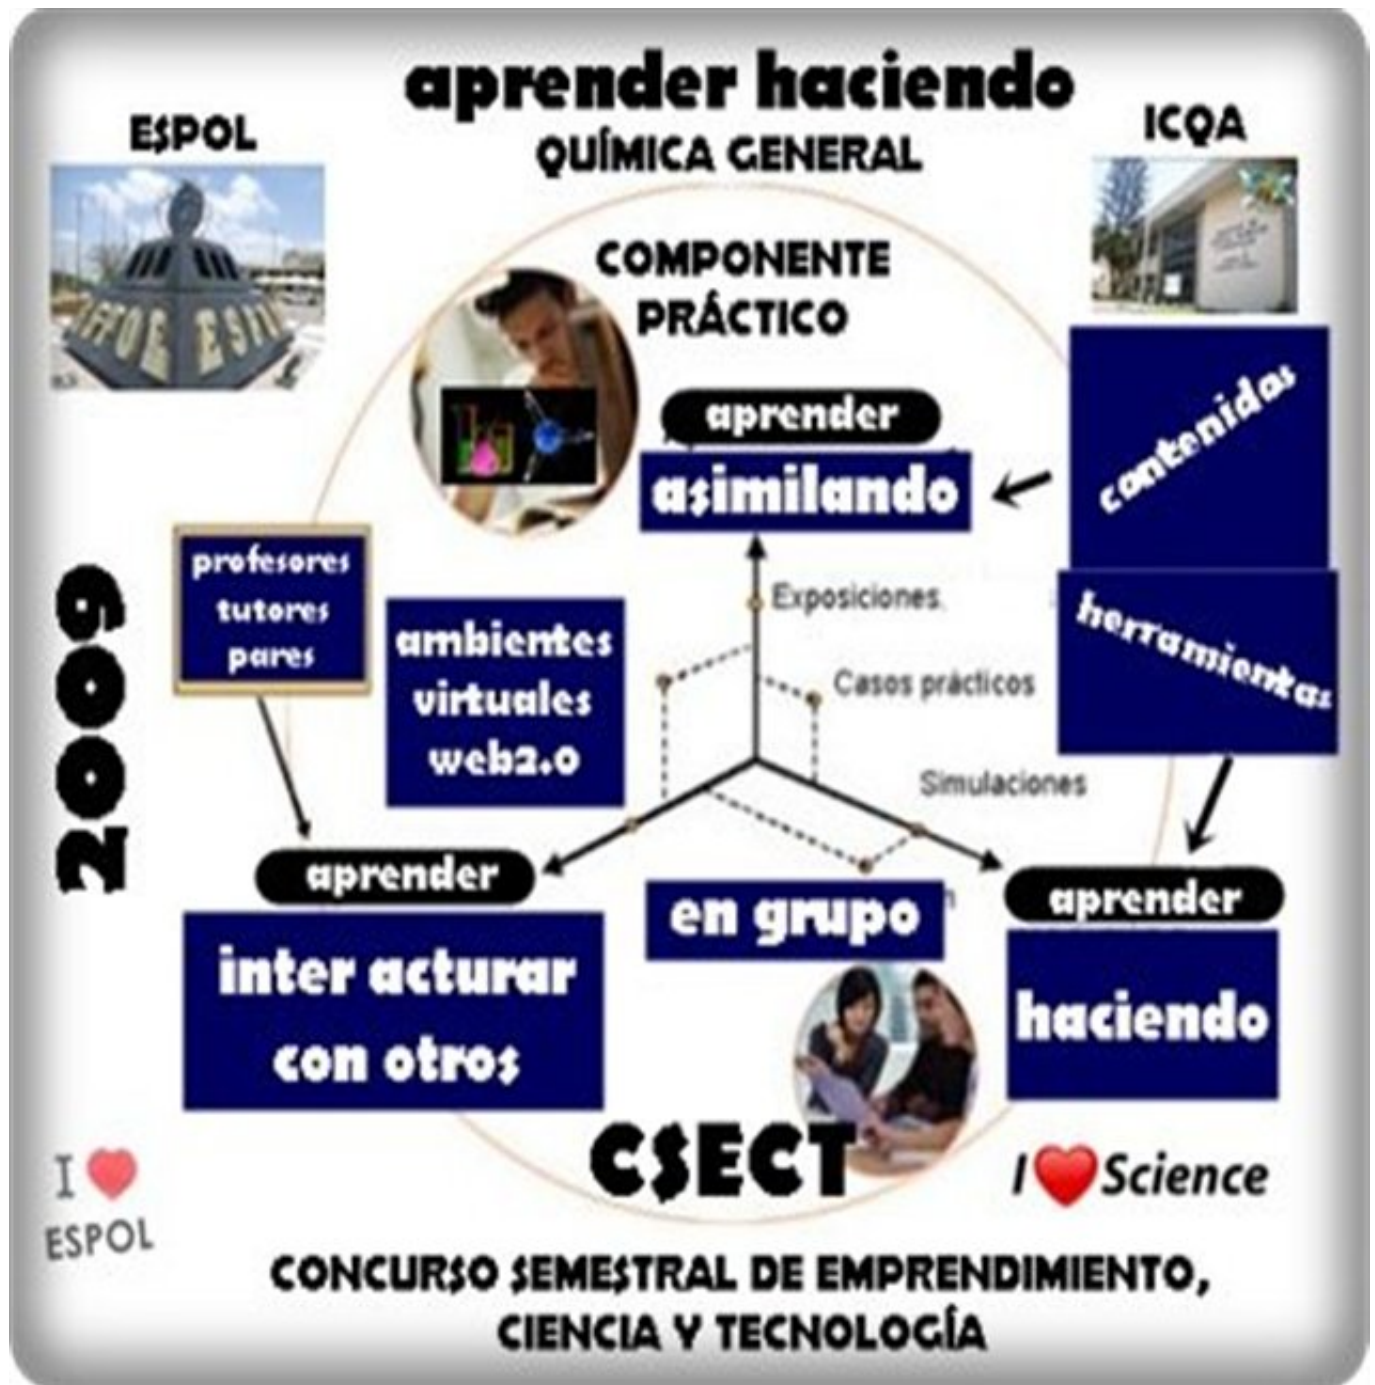 aprender haciendo
QUÍMICA GENERAL
ESPOL
ICQA
COMPONENTE
PRÁCTICO
aprender
asimilando
contenidas
herramientas
profesores
tutores
pares
ambientes
virtuales
web2.0
Exposiciones,
Casos prácticos
Simulaciones
2009
aprender
inter acturar
con otros
en grupo
aprender
haciendo
CSECT
I ❤ ESPOL
I ❤ Science
CONCURSO SEMESTRAL DE EMPRENDIMIENTO,
CIENCIA Y TECNOLOGÍA